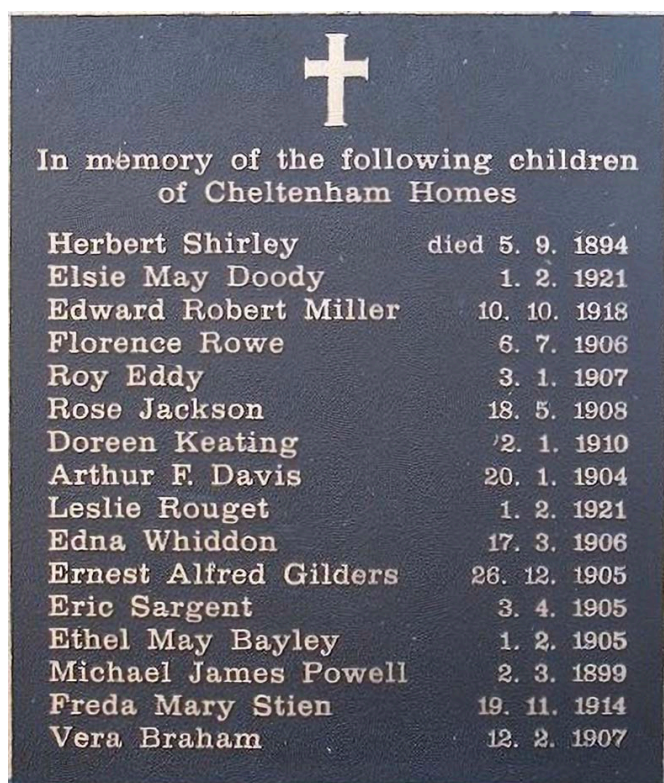 In memory of the following children
of Cheltenham Homes
Herbert Shirley died 5. 9. 1894
Elsie May Doody 1. 2. 1921
Edward Robert Miller 10. 10. 1918
Florence Rowe 6. 7. 1906
Roy Eddy 3. 1. 1907
Rose Jackson 18. 5. 1908
Doreen Keating 2. 1. 1910
Arthur F. Davis 20. 1. 1904
Leslie Rouget 1. 2. 1921
Edna Whiddon 17. 3. 1906
Ernest Alfred Gilders 26. 12. 1905
Eric Sargent 3. 4. 1905
Ethel May Bayley 1. 2. 1905
Michael James Powell 2. 3. 1899
Freda Mary Stien 19. 11. 1914
Vera Braham 12. 2. 1907